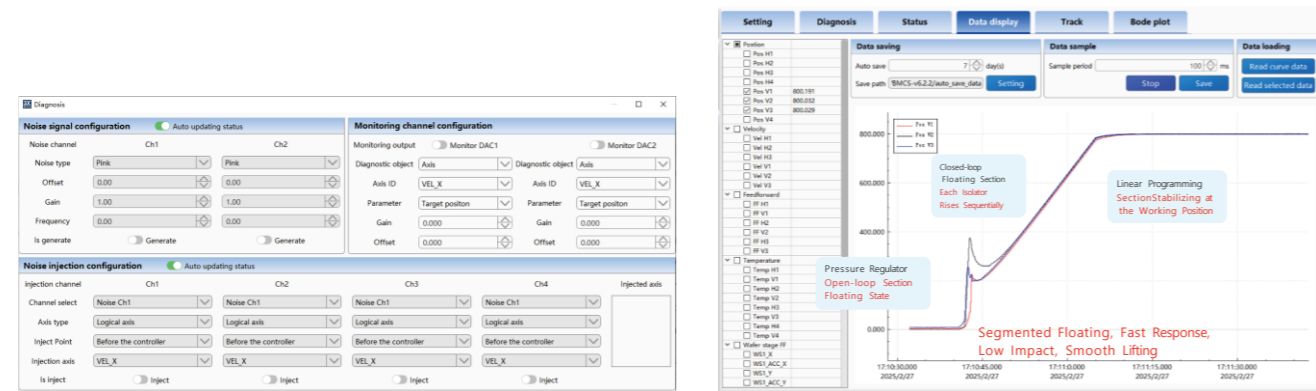 Diagnosis
Noise signal configuration Auto updating status
Noise channel Ch1 Ch2
Noise type Pink Pink
Offset 0.00 0.00
Gain 1.00 1.00
Frequency 0.00 0.00
Is generate Generate Generate
Monitoring channel configuration
Monitoring output Monitor DAC1 Monitor DAC2
Diagnostic object Axis Diagnostic object Axis
Axis ID VEL_X Axis ID VEL_X
Parameter Target positon Parameter Target positon
Gain 0.000 Gain 0.000
Offset 0.000 Offset 0.000
Noise injection configuration Auto updating status
injection channel Ch1 Ch2 Ch3 Ch4 Injected axis
Channel select Noise Ch1 Noise Ch1 Noise Ch1 Noise Ch1
Axis type Logical axis Logical axis Logical axis Logical axis
Inject Point Before the controller Before the controller Before the controller Before the controller
Injection axis VEL_X VEL_X VEL_X VEL_X
Is inject Inject Inject Inject Inject
Setting Diagnosis Status Data display Track Bode plot
Position
Pos H1
Pos H2
Pos H3
Pos H4
Pos V1 800.191
Pos V2 800.032
Pos V3 800.029
Pos V4
Velocity
Vel H1
Vel H2
Vel H3
Vel V1
Vel V2
Vel V3
Feedforward
FF H1
FF V1
FF H2
FF V2
FF H3
FF V3
Temperature
Temp H1
Temp V1
Temp H2
Temp V2
Temp H3
Temp V3
Temp H4
Temp V4
Wafer stage FF
WS1_X
WS1_ACC_X
WS1_Y
WS1_ACC_Y
Data saving
Auto save 7 day(s)
Save path BMCS-v6.2.2/auto_save_data Setting
Data sample
Sample period 100 ms
Stop Save
Data loading
Read curve data
Read selected data
Pos V1
Pos V2
Pos V3
800.000
600.000
400.000
0.000
Closed-loop
Floating Section
Each Isolator
Rises Sequentially
Linear Programming
SectionStabilizing at
the Working Position
Pressure Regulator
Open-loop Section
Floating State
Segmented Floating, Fast Response,
Low Impact, Smooth Lifting
17:10:30.000 17:10:45.000 17:11:0.000 17:11:15.000 17:11:30.000
2025/2/27 2025/2/27 2025/2/27 2025/2/27 2025/2/27